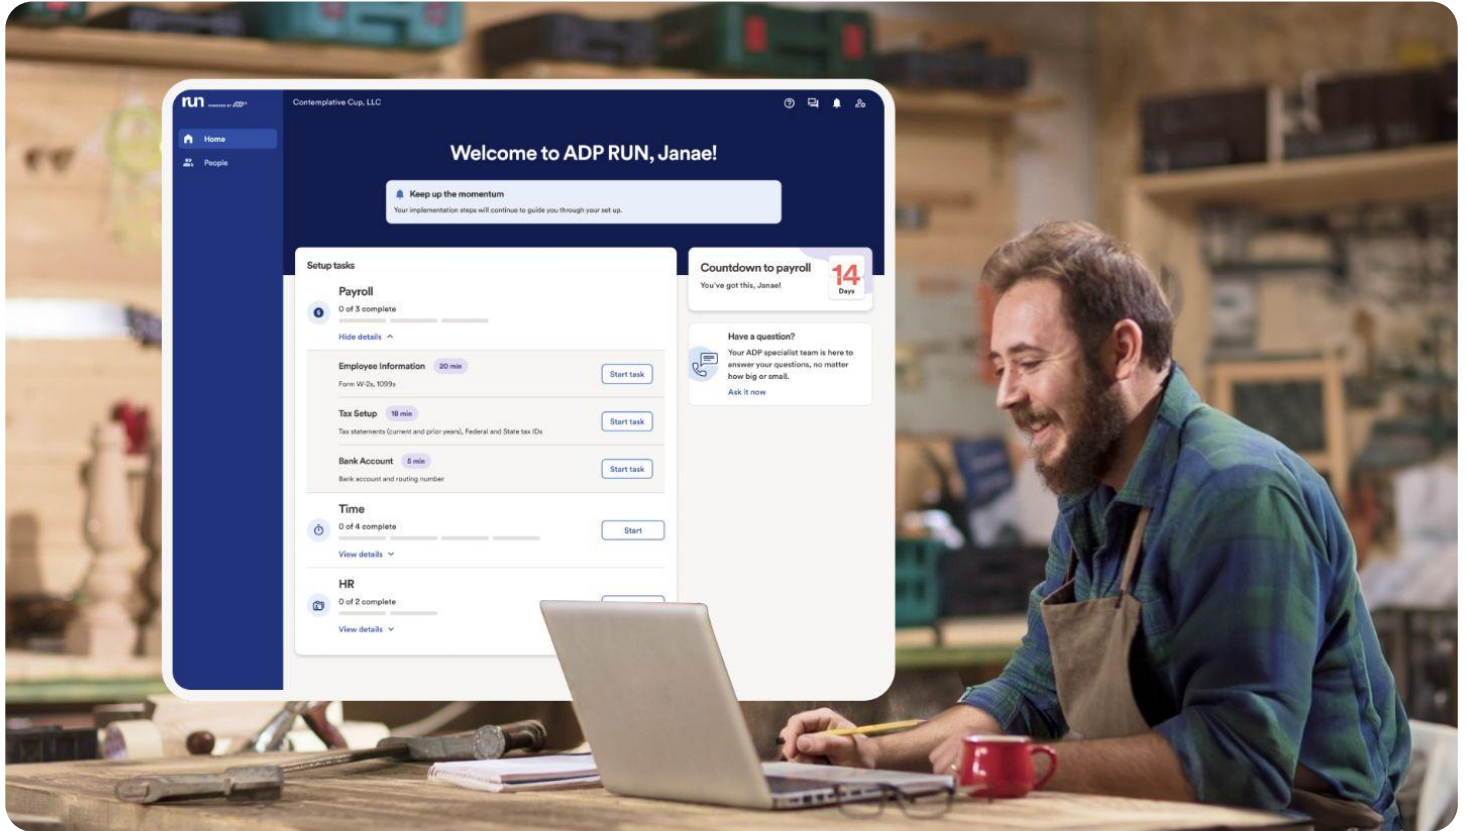 run POWERED BY ADP
Contemplative Cup, LLC
Home
People
Welcome to ADP RUN, Janae!
Keep up the momentum
Your implementation steps will continue to guide you through your set up.
Setup tasks
Payroll
0 of 3 complete
Hide details
Employee Information 20 min
Form W-2s, 1099s
Start task
Tax Setup 18 min
Tax statements (current and prior years), Federal and State tax IDs
Start task
Bank Account 5 min
Bank account and routing number
Start task
Time
0 of 4 complete
Start
View details
HR
0 of 2 complete
View details
Countdown to payroll
You've got this, Janae!
14
Days
Have a question?
Your ADP specialist team is here to
answer your questions, no matter
how big or small.
Ask it now